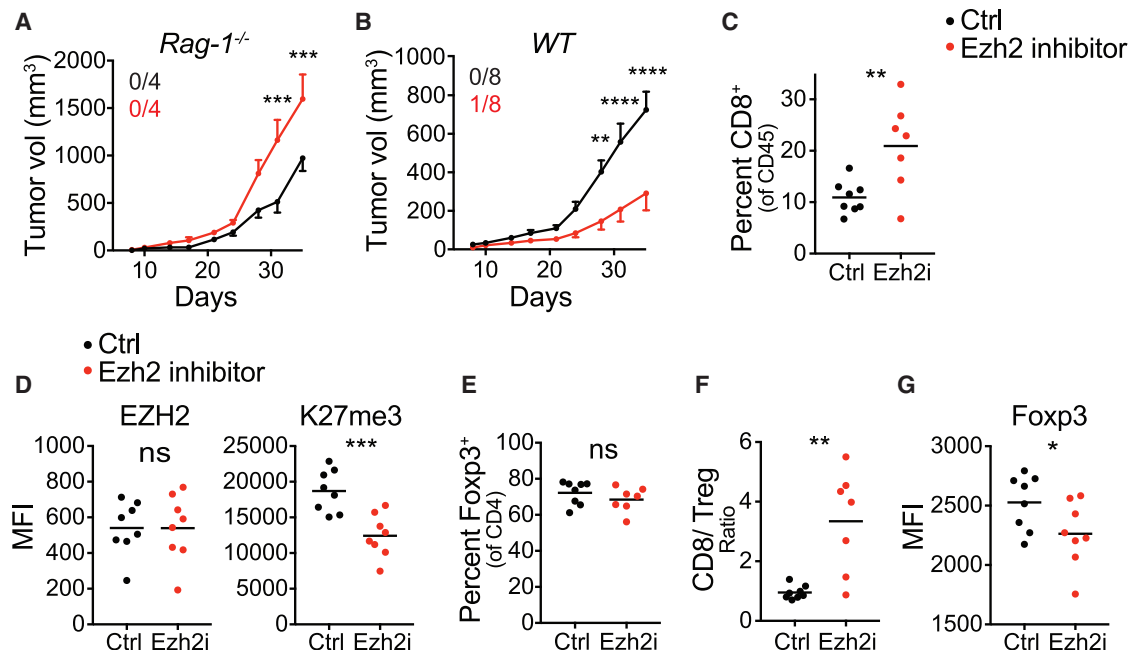 A
Rag-1-/-
Tumor vol (mm3)
2000
1500
1000
500
0
0/4
0/4
***
***
10
20
30
Days
B
WT
Tumor vol (mm3)
1000
800
600
400
200
0
0/8
1/8
**
****
****
10
20
30
Days
C
Ctrl
Ezh2 inhibitor
Percent CD8+
(of CD45)
30
20
10
0
**
Ctrl Ezh2i
Ctrl
Ezh2 inhibitor
D
EZH2
MFI
1000
800
600
400
200
0
ns
Ctrl Ezh2i
K27me3
25000
20000
15000
10000
5000
0
***
Ctrl Ezh2i
E
Percent Foxp3+
(of CD4)
100
80
60
40
20
0
ns
Ctrl Ezh2i
F
CD8/ Treg
Ratio
6
4
2
0
**
Ctrl Ezh2i
G
Foxp3
MFI
3000
2500
2000
1500
*
Ctrl Ezh2i